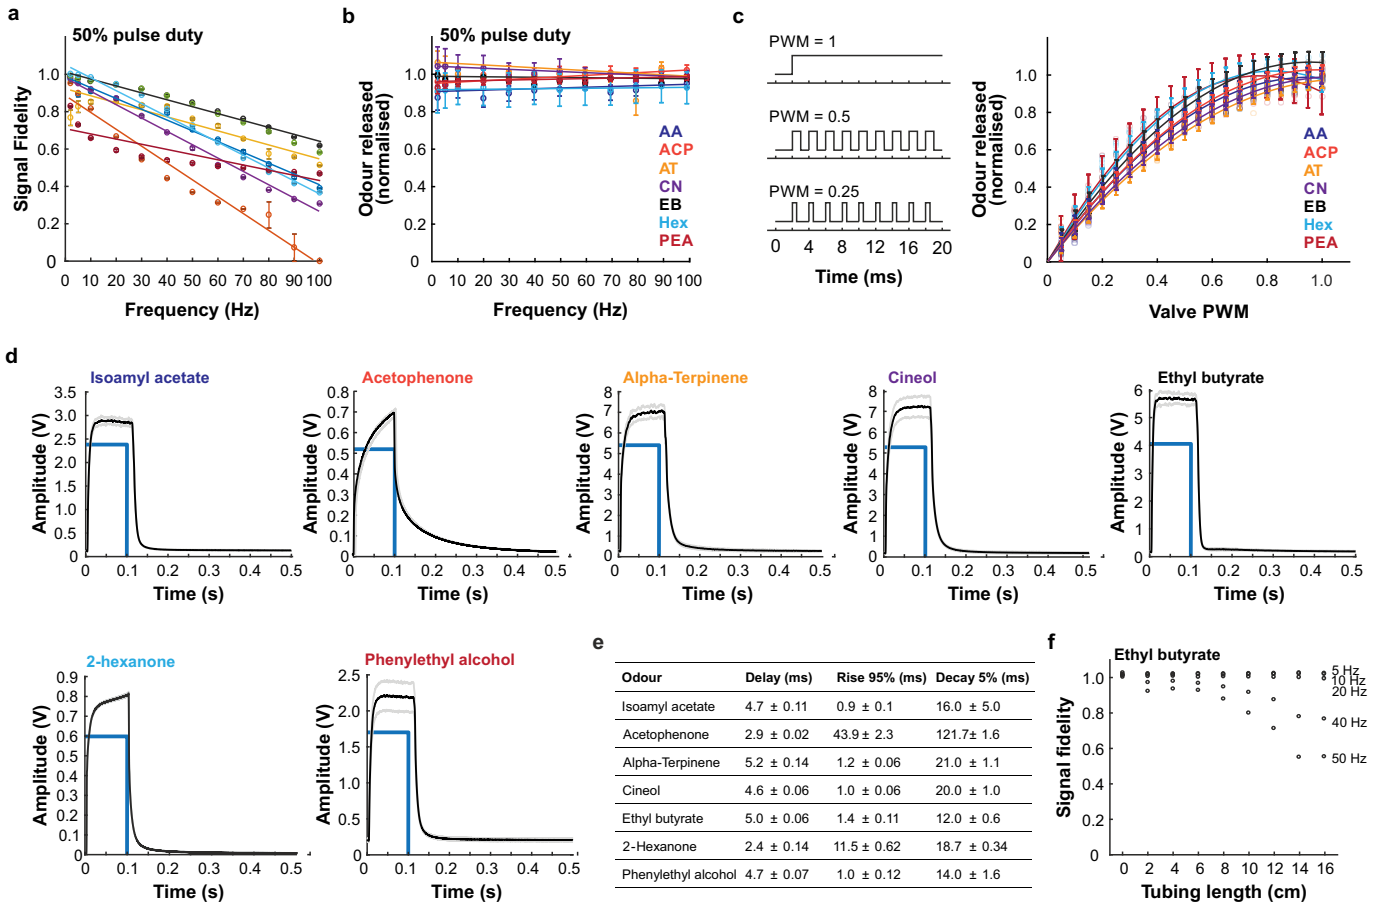 a
50% pulse duty
Signal Fidelity
1.0
0.8
0.6
0.4
0.2
0
0 10 20 30 40 50 60 70 80 90 100
Frequency (Hz)
b
50% pulse duty
Odour released
(normalised)
1.0
0.8
0.6
0.4
0.2
0
AA
ACP
AT
CN
EB
Hex
PEA
0 10 20 30 40 50 60 70 80 90 100
Frequency (Hz)
c
PWM = 1
PWM = 0.5
PWM = 0.25
0 4 8 12 16 20
Time (ms)
Odour released
(normalised)
1.0
0.8
0.6
0.4
0.2
0
AA
ACP
AT
CN
EB
Hex
PEA
0 0.2 0.4 0.6 0.8 1.0
Valve PWM
d
Isoamyl acetate
Amplitude (V)
3.5
3.0
2.5
2.0
1.5
1.0
0.5
0
0 0.1 0.2 0.3 0.4 0.5
Time (s)
Acetophenone
Amplitude (V)
0.8
0.7
0.6
0.5
0.4
0.3
0.2
0.1
0
0 0.1 0.2 0.3 0.4 0.5
Time (s)
Alpha-Terpinene
Amplitude (V)
8
7
6
5
4
3
2
1
0
0 0.1 0.2 0.3 0.4 0.5
Time (s)
Cineol
Amplitude (V)
8
7
6
5
4
3
2
1
0
0 0.1 0.2 0.3 0.4 0.5
Time (s)
Ethyl butyrate
Amplitude (V)
6
5
4
3
2
1
0
0 0.1 0.2 0.3 0.4 0.5
Time (s)
2-hexanone
Amplitude (V)
0.9
0.8
0.7
0.6
0.5
0.4
0.3
0.2
0.1
0
0 0.1 0.2 0.3 0.4 0.5
Time (s)
Phenylethyl alcohol
Amplitude (V)
2.5
2.0
1.5
1.0
0.5
0
0 0.1 0.2 0.3 0.4 0.5
Time (s)
e
Odour Delay (ms) Rise 95% (ms) Decay 5% (ms)
Isoamyl acetate 4.7 ± 0.11 0.9 ± 0.1 16.0 ± 5.0
Acetophenone 2.9 ± 0.02 43.9 ± 2.3 121.7± 1.6
Alpha-Terpinene 5.2 ± 0.14 1.2 ± 0.06 21.0 ± 1.1
Cineol 4.6 ± 0.06 1.0 ± 0.06 20.0 ± 1.0
Ethyl butyrate 5.0 ± 0.06 1.4 ± 0.11 12.0 ± 0.6
2-Hexanone 2.4 ± 0.14 11.5 ± 0.62 18.7 ± 0.34
Phenylethyl alcohol 4.7 ± 0.07 1.0 ± 0.12 14.0 ± 1.6
f
Ethyl butyrate
Signal fidelity
1.0
0.8
0.6
0.4
0.2
0
5 Hz
10 Hz
20 Hz
40 Hz
50 Hz
0 2 4 6 8 10 12 14 16
Tubing length (cm)